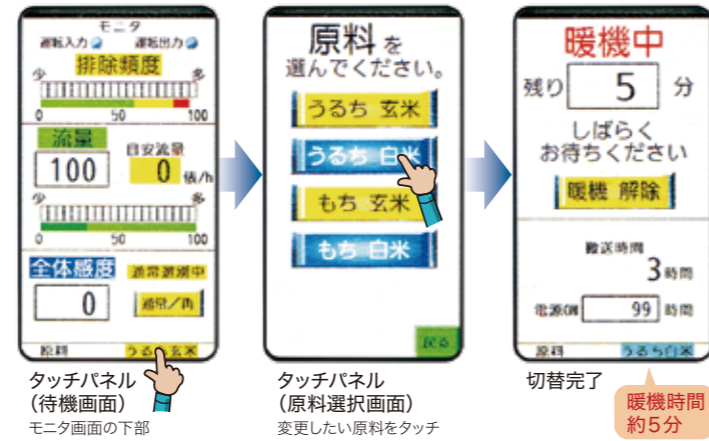 モニタ
運転入力 運転出力
排除頻度
少 多
0 50 100
流量
100
目安流量
0 俵/h
少 多
0 50 100
全体感度
通常選別中
0
通常/再
原料 うるち玄米
タッチパネル
(待機画面)
モニタ画面の下部
原料を
選んでください。
うるち 玄米
うるち 白米
もち 玄米
もち 白米
戻る
タッチパネル
(原料選択画面)
変更したい原料をタッチ
暖機中
残り 5 分
しばらく
お待ちください
暖機 解除
搬送時間
3時間
電源ON 99 時間
原料 うるち白米
切替完了
暖機時間
約5分